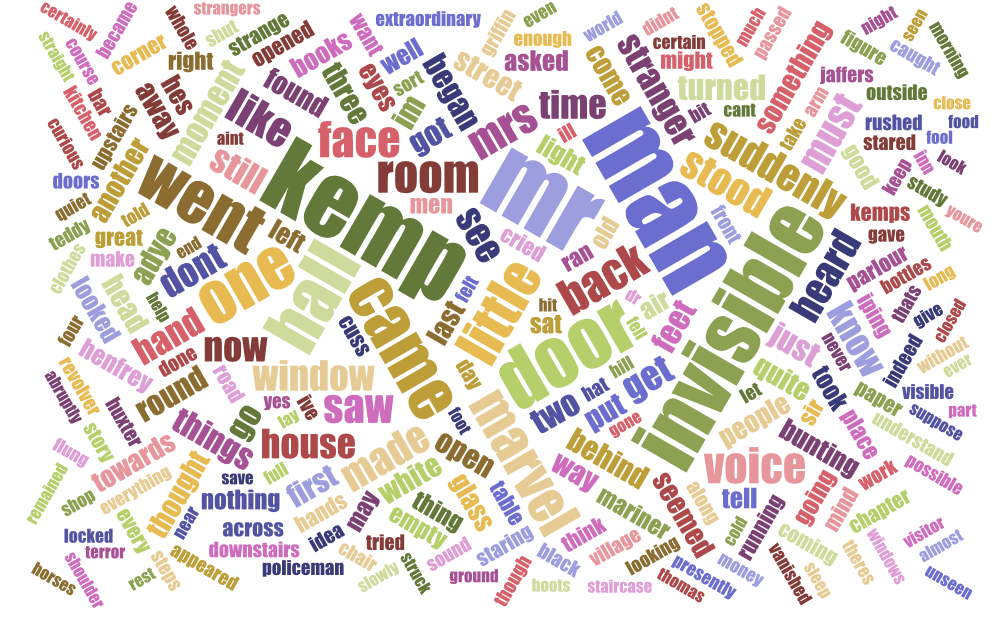 certainly
became
whole
strangers
shut
strange
want
extraordinary
griffin
even
world
stopped
much
passed
night
seen
morning
straight
course
corner
right
opened
books
well
enough
asked
didnt
certain
might
something
figure
caught
kitchen
har
hes
away
moment
found
three
eyes
sort
im
began
street
come
stranger
turned
jaffers
outside
close
food
curious
upstairs
another
aint
like
face
got
mrs
time
ill
light
bit
cant
take
arm
must
rushed
fool
stared
look
doors
quiet
told
still
kemp
room
men
see
mr
man
suddenly
stood
good
keen
him
study
youre
mouth
teddy
great
make
adye
end
went
left
cried
ran
old
front
kemps
gave
clothes
looked
head
help
dont
one
hall
came
last
felt
little
hit
sat
back
dr
air
fell
feet
invisible
heard
parlour
bottles
long
thats
iping
four
henfrey
hand
done
now
cuss
day
door
hill
get
just
never
know
indeed
give
closed
without
ever
revolver
abruptly
huxter
round
road
window
yes
ive
lay
saw
foot
two
hat
put
gone
let
quite
took
sir
paper
visible
suppose
part
story
flung
towards
things
go
house
made
open
marvel
behind
people
voice
bunting
place
understand
possible
remained
shop
everything
thought
save
full
nothing
first
hands
may
white
thing
empty
glass
table
way
mariner
seemed
along
tell
going
mind
work
chapter
locked
terror
every
near
across
downstairs
idea
tried
chair
sound
staring
black
think
village
looking
cold
running
coming
theres
windows
visitor
almost
horses
shoulder
rest
steps
appeared
policeman
slowly
struck
ground
though
boots
staircase
thomas
presently
money
vanished
sleep
unseen